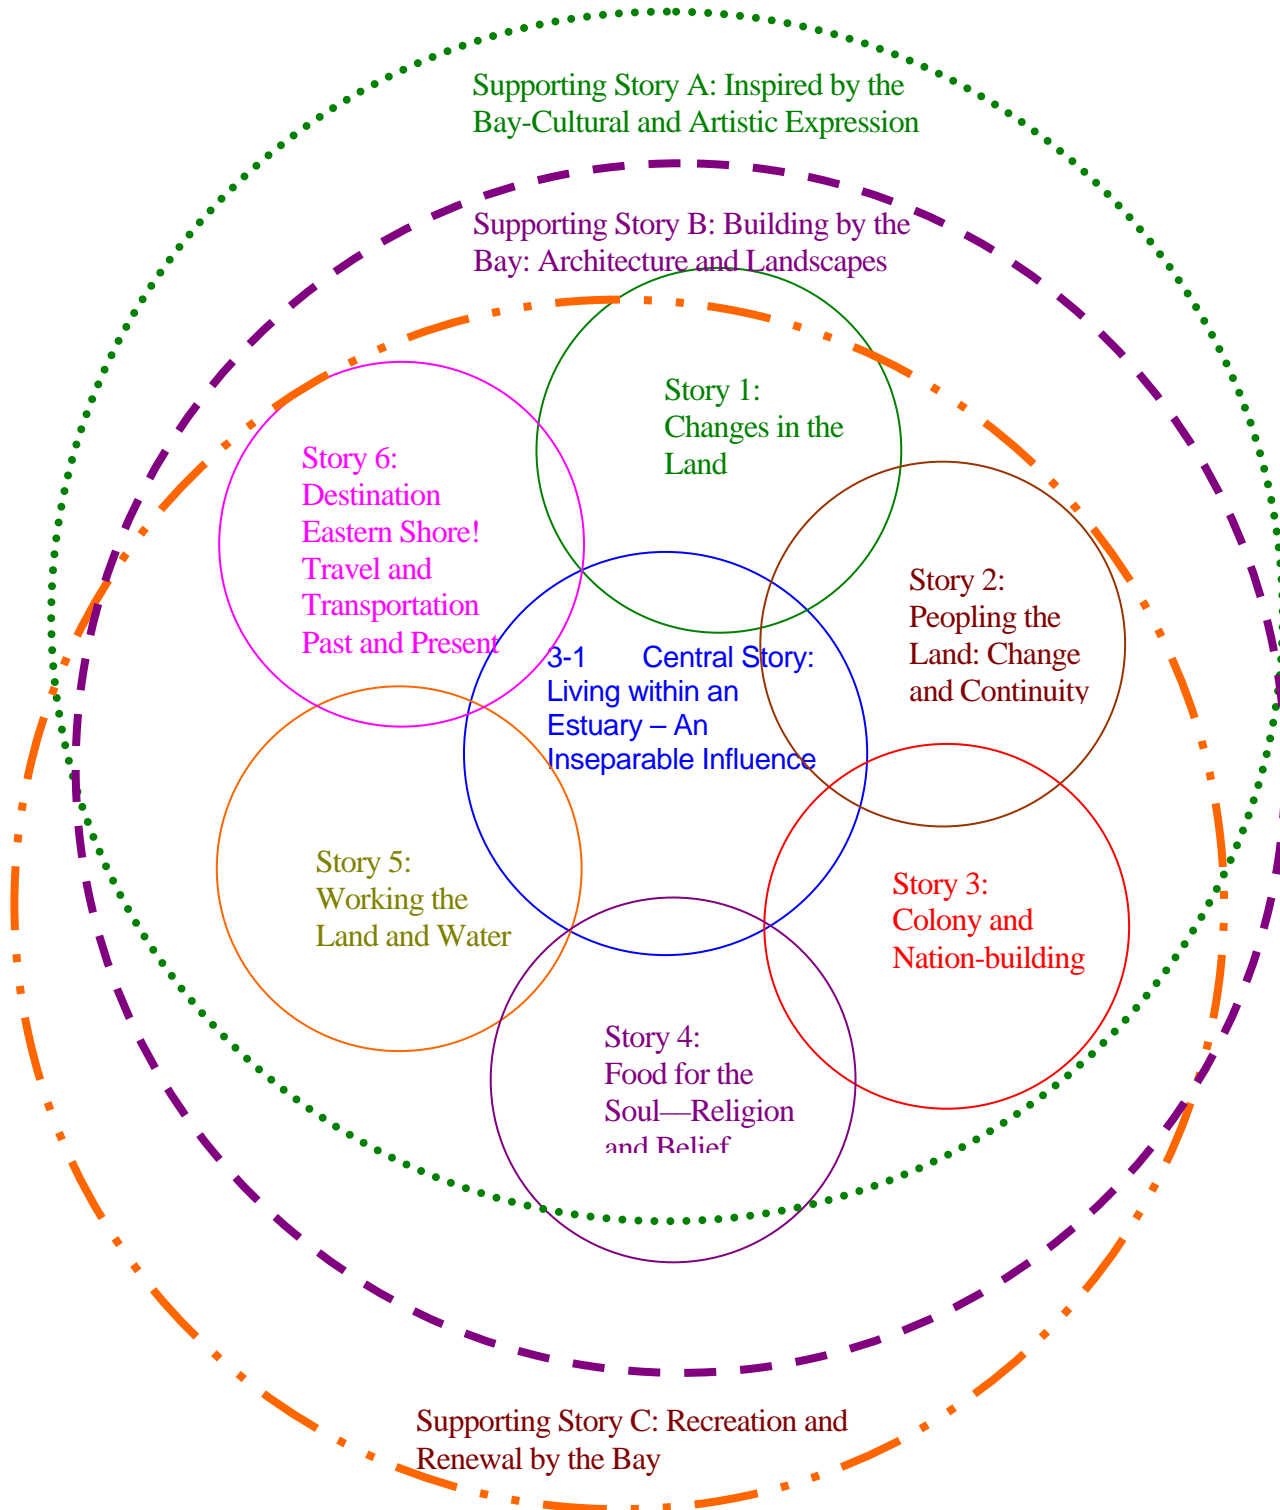 Supporting Story A: Inspired by the
Bay-Cultural and Artistic Expression
Supporting Story B: Building by the
Bay: Architecture and Landscapes
Story 1:
Changes in the
Land
Story 6:
Destination
Eastern Shore!
Travel and
Transportation
Past and Present
Story 2:
Peopling the
Land: Change
and Continuity
3-1 Central Story:
Living within an
Estuary – An
Inseparable Influence
Story 5:
Working the
Land and Water
Story 3:
Colony and
Nation-building
Story 4:
Food for the
Soul—Religion
and Belief
Supporting Story C: Recreation and
Renewal by the Bay